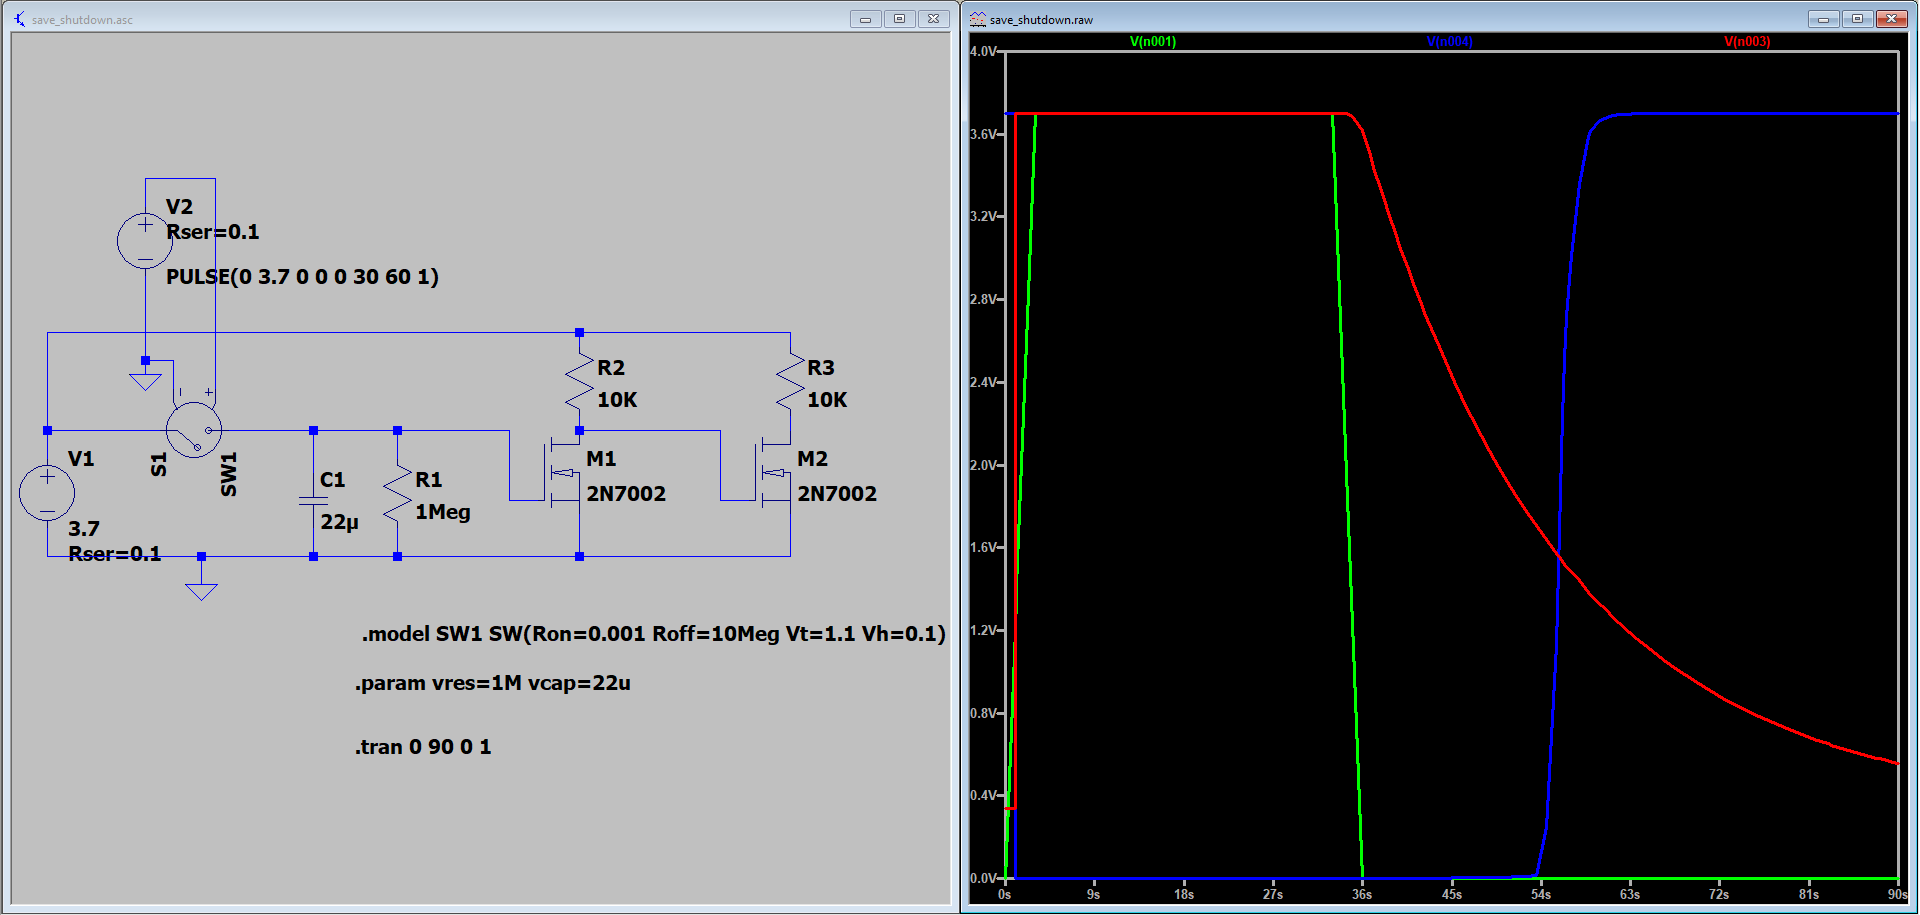 save_shutdown.asc
V2
Rser=0.1
PULSE(0 3.7 0 0 0 30 60 1)
R2
10K
R3
10K
S1
SW1
V1
3.7
Rser=0.1
C1
22µ
R1
1Meg
M1
2N7002
M2
2N7002
.model SW1 SW(Ron=0.001 Roff=10Meg Vt=1.1 Vh=0.1)
.param vres=1M vcap=22u
.tran 0 90 0 1
save_shutdown.raw
V(n001) V(n004) V(n003)
4.0V
3.6V
3.2V
2.8V
2.4V
2.0V
1.6V
1.2V
0.8V
0.4V
0.0V
0s 9s 18s 27s 36s 45s 54s 63s 72s 81s 90s